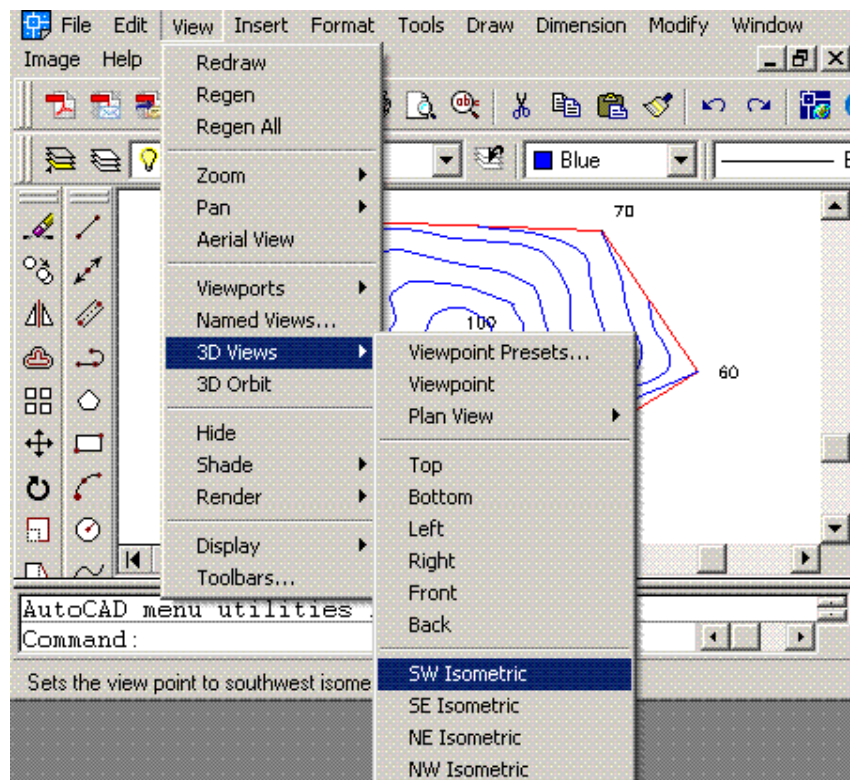 File Edit View Insert Format Tools Draw Dimension Modify Window
Image Help
Redraw
Regen
Regen All
Zoom
Pan
Aerial View
Viewports
Named Views...
3D Views
3D Orbit
Hide
Shade
Render
Display
Toolbars...
Blue
70
100
60
Viewpoint Presets...
Viewpoint
Plan View
Top
Bottom
Left
Right
Front
Back
SW Isometric
SE Isometric
NE Isometric
NW Isometric
AutoCAD menu utilities
Command:
Sets the view point to southwest isome